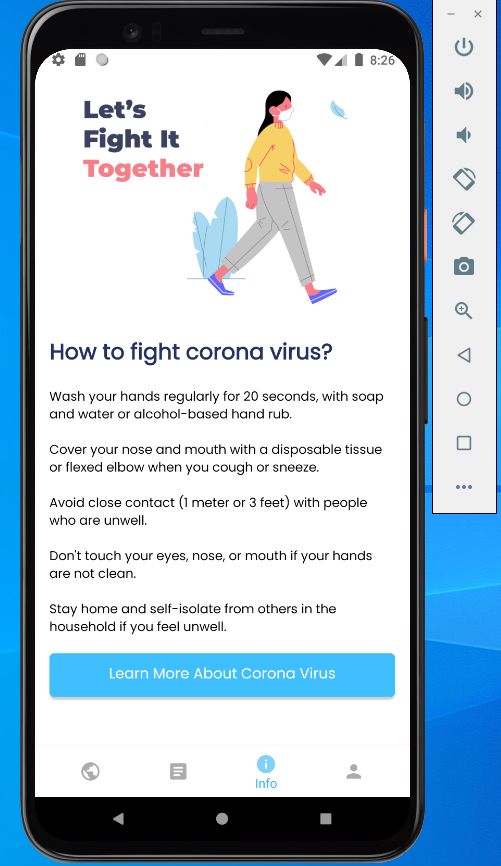 8:26
Let's
Fight It
Together
How to fight corona virus?
Wash your hands regularly for 20 seconds, with soap
and water or alcohol-based hand rub.
Cover your nose and mouth with a disposable tissue
or flexed elbow when you cough or sneeze.
Avoid close contact (1 meter or 3 feet) with people
who are unwell.
Don't touch your eyes, nose, or mouth if your hands
are not clean.
Stay home and self-isolate from others in the
household if you feel unwell.
Learn More About Corona Virus
Info